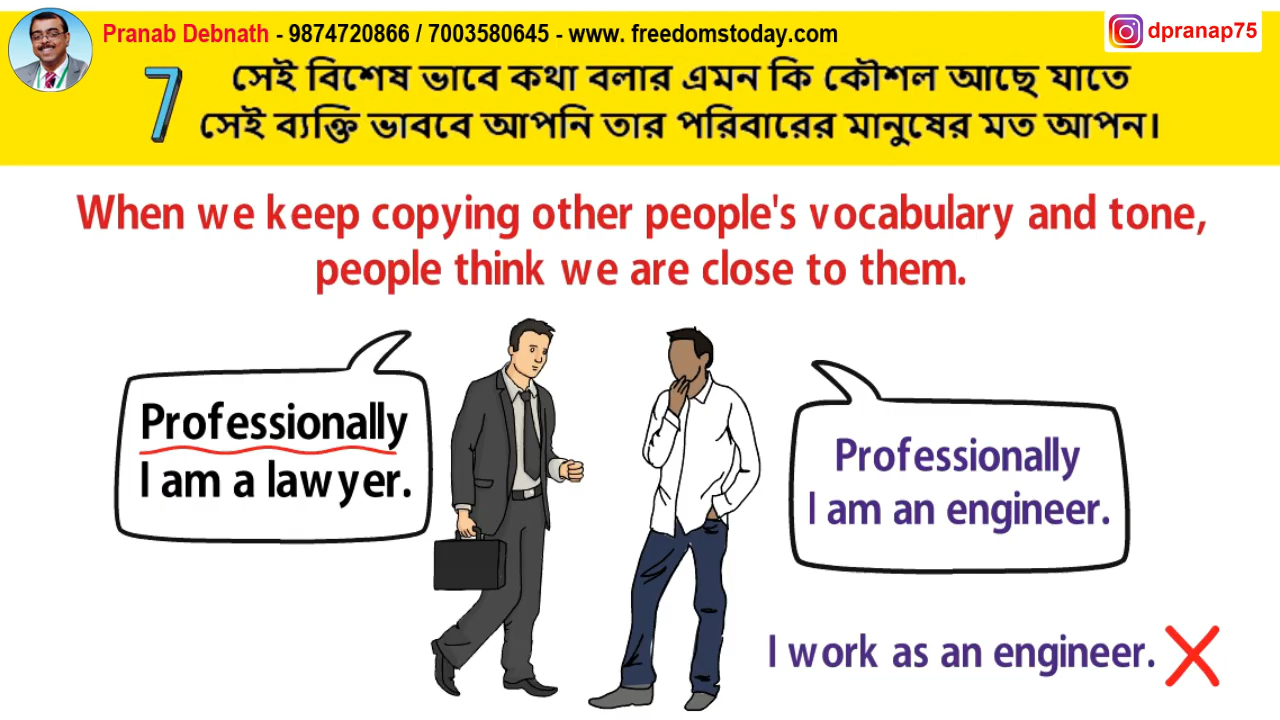 Pranab Debnath - 9874720866 / 7003580645 - www. freedomstoday.com
dpranap75
7
সেই বিশেষ ভাবে কথা বলার এমন কি কৌশল আছে যাতে
সেই ব্যক্তি ভাববে আপনি তার পরিবারের মানুষের মত আপন।
When we keep copying other people's vocabulary and tone,
people think we are close to them.
Professionally
I am a lawyer.
Professionally
I am an engineer.
I work as an engineer.